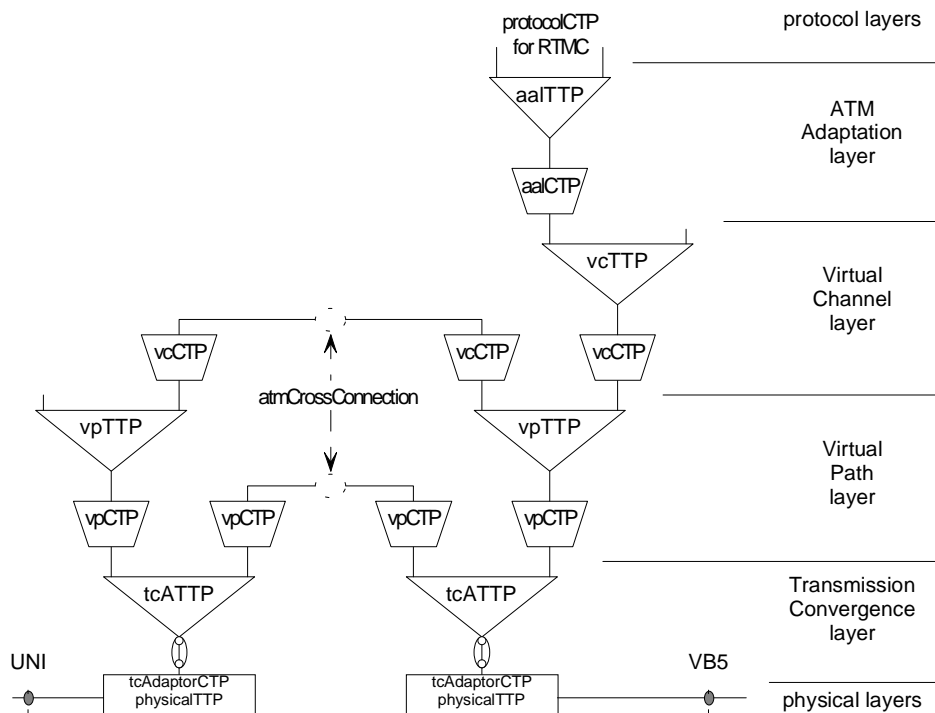 protocolCTP
for RTMC
protocol layers
aalTTP
ATM
Adaptation
layer
aalCTP
vcTTP
Virtual
Channel
layer
vcCTP
vcCTP
vcCTP
atmCrossConnection
vpTTP
vpTTP
Virtual
Path
layer
vpCTP
vpCTP
vpCTP
vpCTP
tcATTP
tcATTP
Transmission
Convergence
layer
UNI
tcAdaptorCTP
physicalTTP
tcAdaptorCTP
physicalTTP
VB5
physical layers